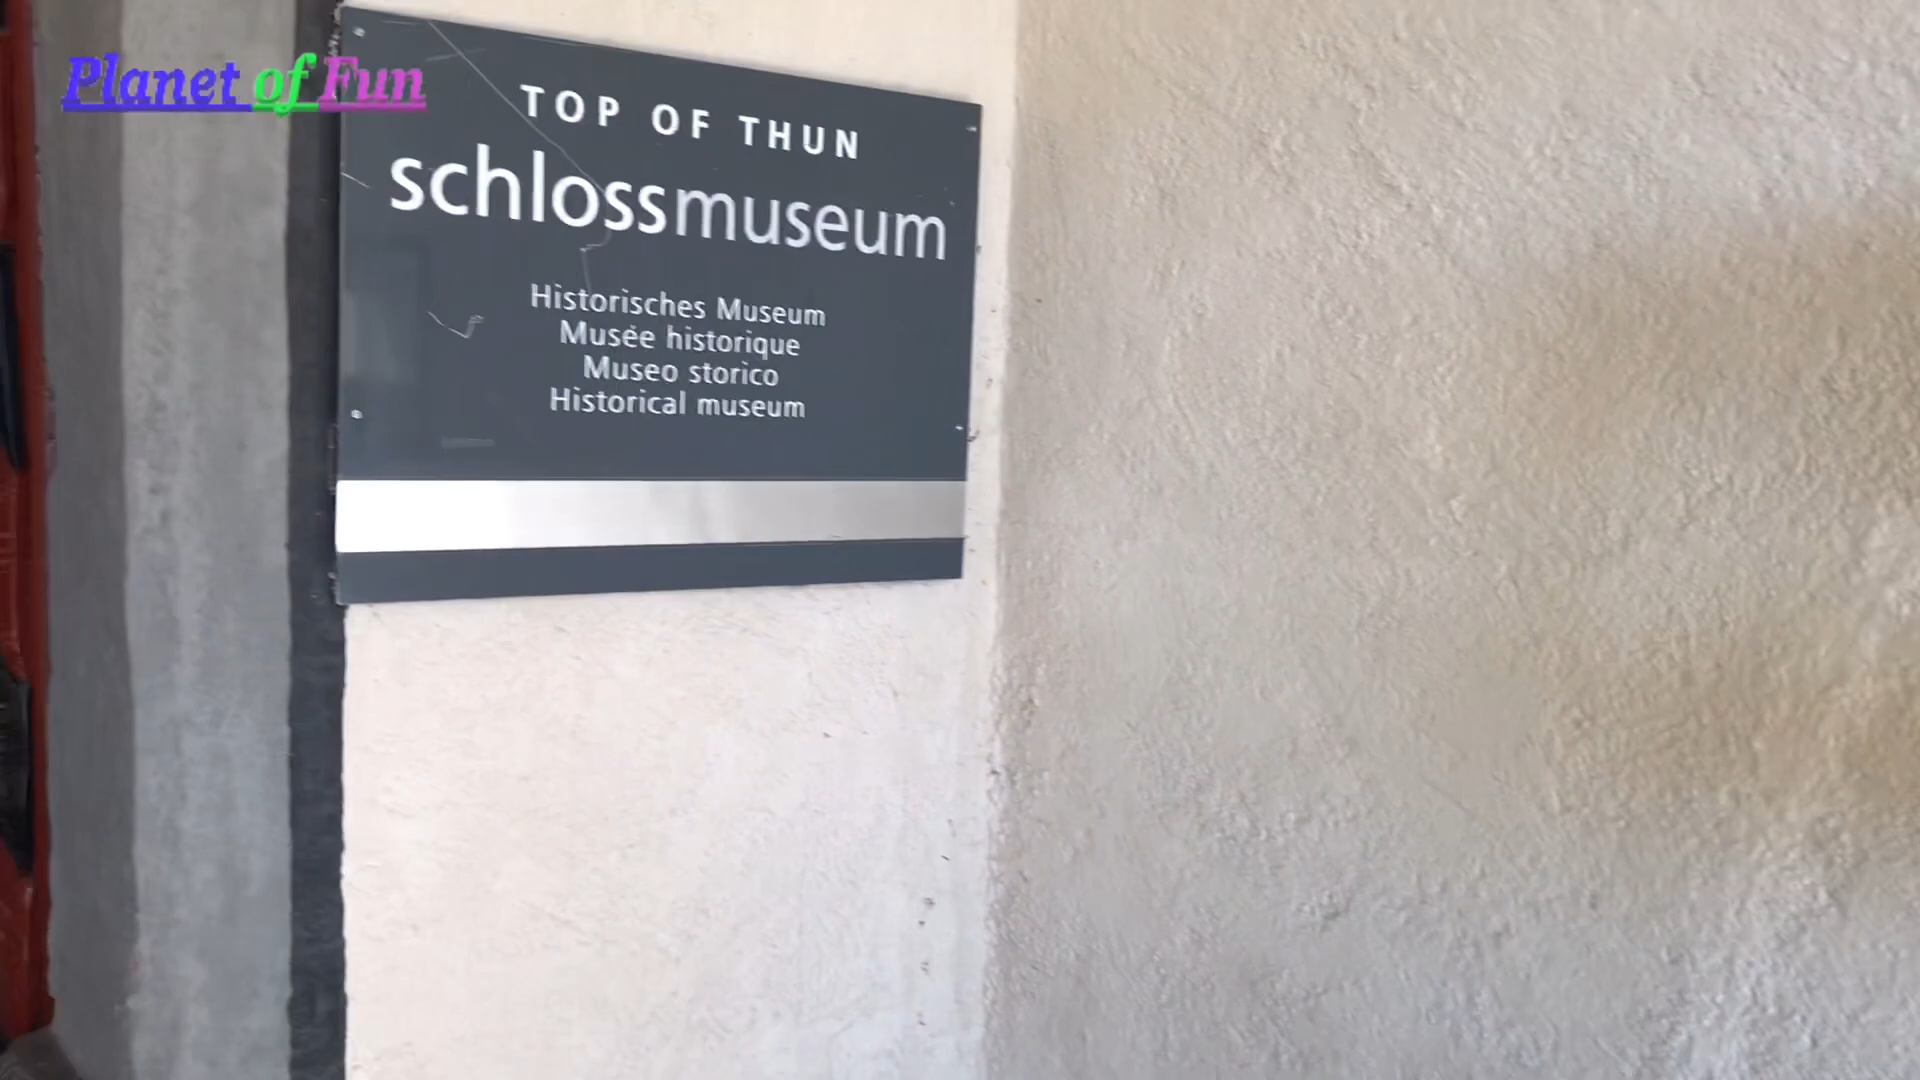 Planet of Fun
TOP OF THUN
schlossmuseum
Historisches Museum
Musée historique
Museo storico
Historical museum